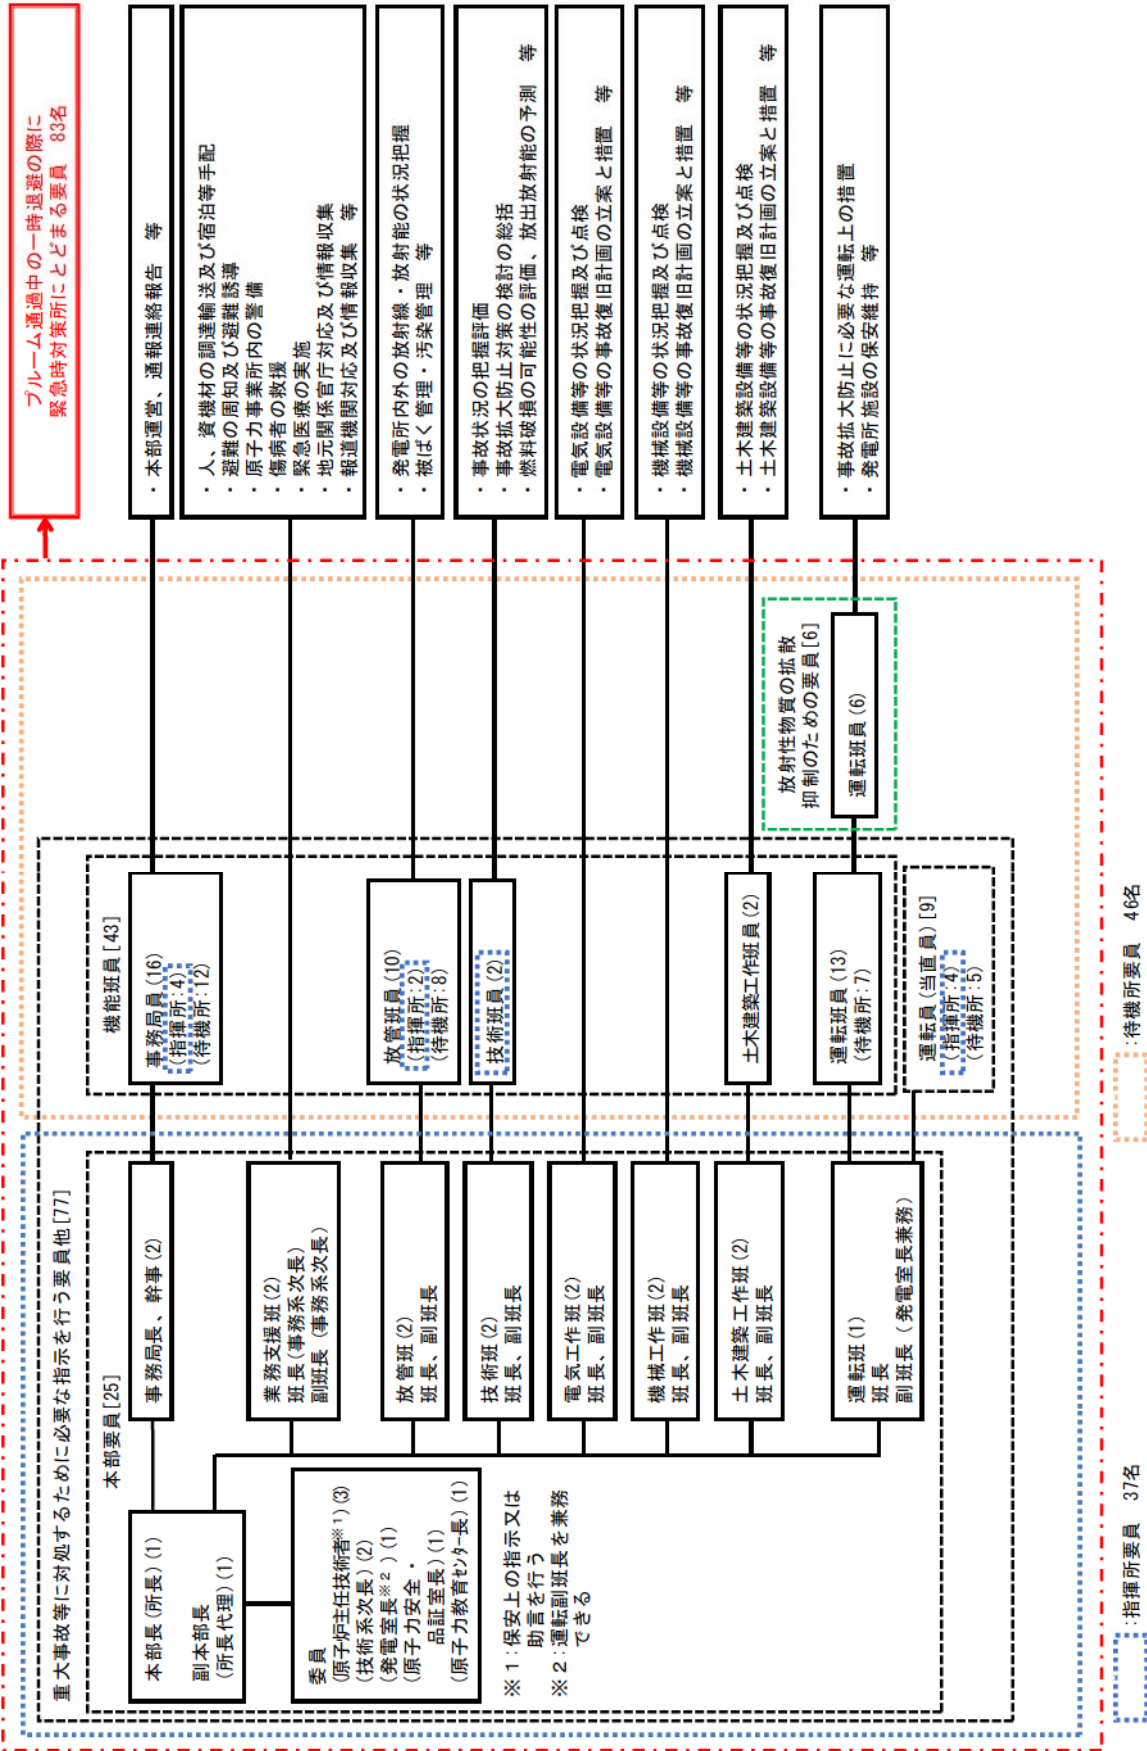 プルーム通過中の一時退避の際に
緊急時対策所にとどまる要員　83名
重大事故等に対処するために必要な指示を行う要員他[77]
本部要員[25]
本部長(所長)(1)
副本部長
(所長代理)(1)
委員
(原子炉主任技術者※1)(3)
(技術系次長)(2)
(発電室長※2)(1)
(原子力安全・
品証室長)(1)
(原子力教育センター長)(1)
※1:保安上の指示又は
助言を行う
※2:運転副班長を兼務
できる
事務局長、幹事(2)
業務支援班(2)
班長(事務系次長)
副班長(事務系次長)
放管班(2)
班長、副班長
技術班(2)
班長、副班長
電気工作班(2)
班長、副班長
機械工作班(2)
班長、副班長
土木建築工作班(2)
班長、副班長
運転班(1)
班長
副班長(発電室長兼務)
機能班員[43]
事務局員(16)
(指揮所:4)
(待機所:12)
放管班員(10)
(指揮所:2)
(待機所:8)
技術班員(2)
土木建築工作班員(2)
運転班員(13)
(待機所:7)
運転員(当直員)[9]
(指揮所:4)
(待機所:5)
放射性物質の拡散
抑制のための要員[6]
運転班員(6)
・本部運営、通報連絡報告　等
・人、資機材の調達輸送及び宿泊等手配
・避難の周知及び避難誘導
・原子力事業所内の警備
・傷病者の救援
・緊急医療の実施
・地元関係官庁対応及び情報収集
・報道機関対応及び情報収集　等
・発電所内外の放射線・放射能の状況把握
・被ばく管理・汚染管理　等
・事故状況の把握評価
・事故拡大防止対策の検討の総括
・燃料破損の可能性の評価、放出放射能の予測　等
・電気設備等の状況把握及び点検
・電気設備等の事故復旧計画の立案と措置　等
・機械設備等の状況把握及び点検
・機械設備等の事故復旧計画の立案と措置　等
・土木建築設備等の状況把握及び点検
・土木建築設備等の事故復旧計画の立案と措置　等
・事故拡大防止に必要な運転上の措置
・発電所施設の保安維持　等
:指揮所要員　37名
:待機所要員　46名